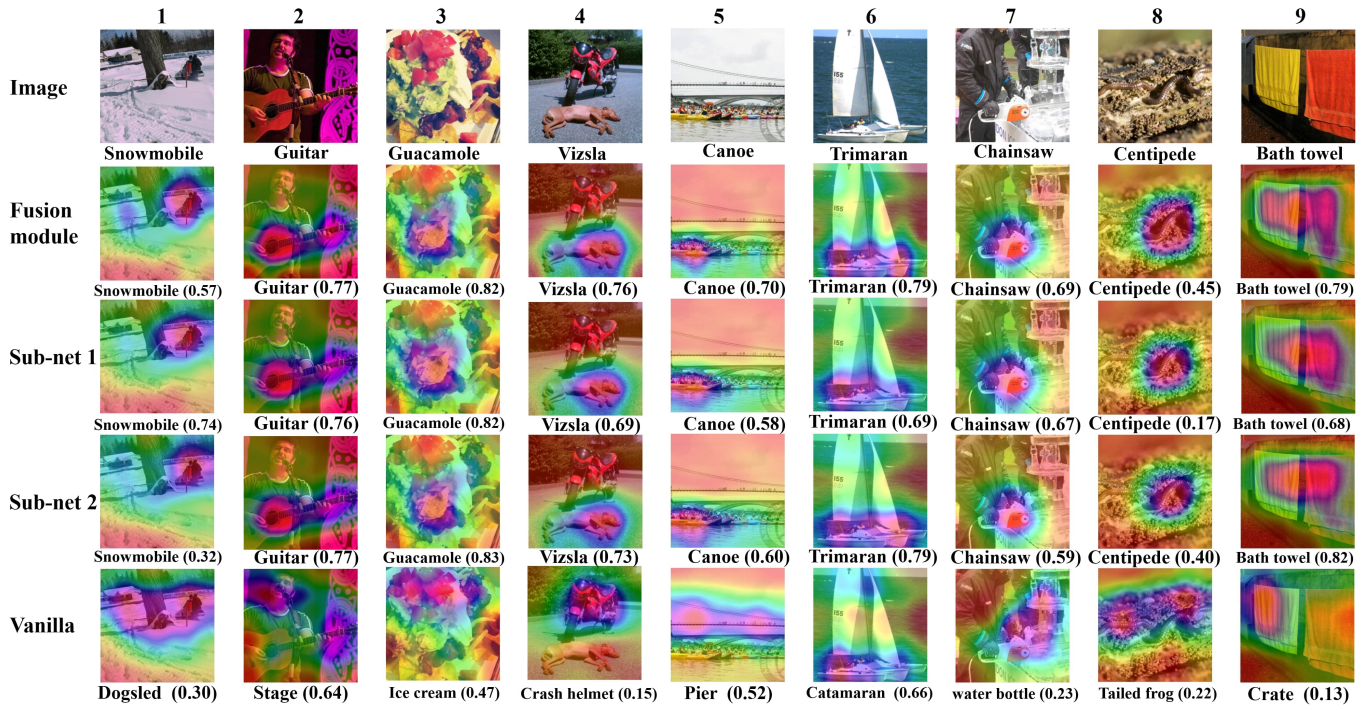 1 2 3 4 5 6 7 8 9
Image
Snowmobile Guitar Guacamole Vizsla Canoe Trimaran Chainsaw Centipede Bath towel
Fusion
module
Snowmobile (0.57) Guitar (0.77) Guacamole (0.82) Vizsla (0.76) Canoe (0.70) Trimaran (0.79) Chainsaw (0.69) Centipede (0.45) Bath towel (0.79)
Sub-net 1
Snowmobile (0.74) Guitar (0.76) Guacamole (0.82) Vizsla (0.69) Canoe (0.58) Trimaran (0.69) Chainsaw (0.67) Centipede (0.17) Bath towel (0.68)
Sub-net 2
Snowmobile (0.32) Guitar (0.77) Guacamole (0.83) Vizsla (0.73) Canoe (0.60) Trimaran (0.79) Chainsaw (0.59) Centipede (0.40) Bath towel (0.82)
Vanilla
Dogsled (0.30) Stage (0.64) Ice cream (0.47) Crash helmet (0.15) Pier (0.52) Catamaran (0.66) water bottle (0.23) Tailed frog (0.22) Crate (0.13)